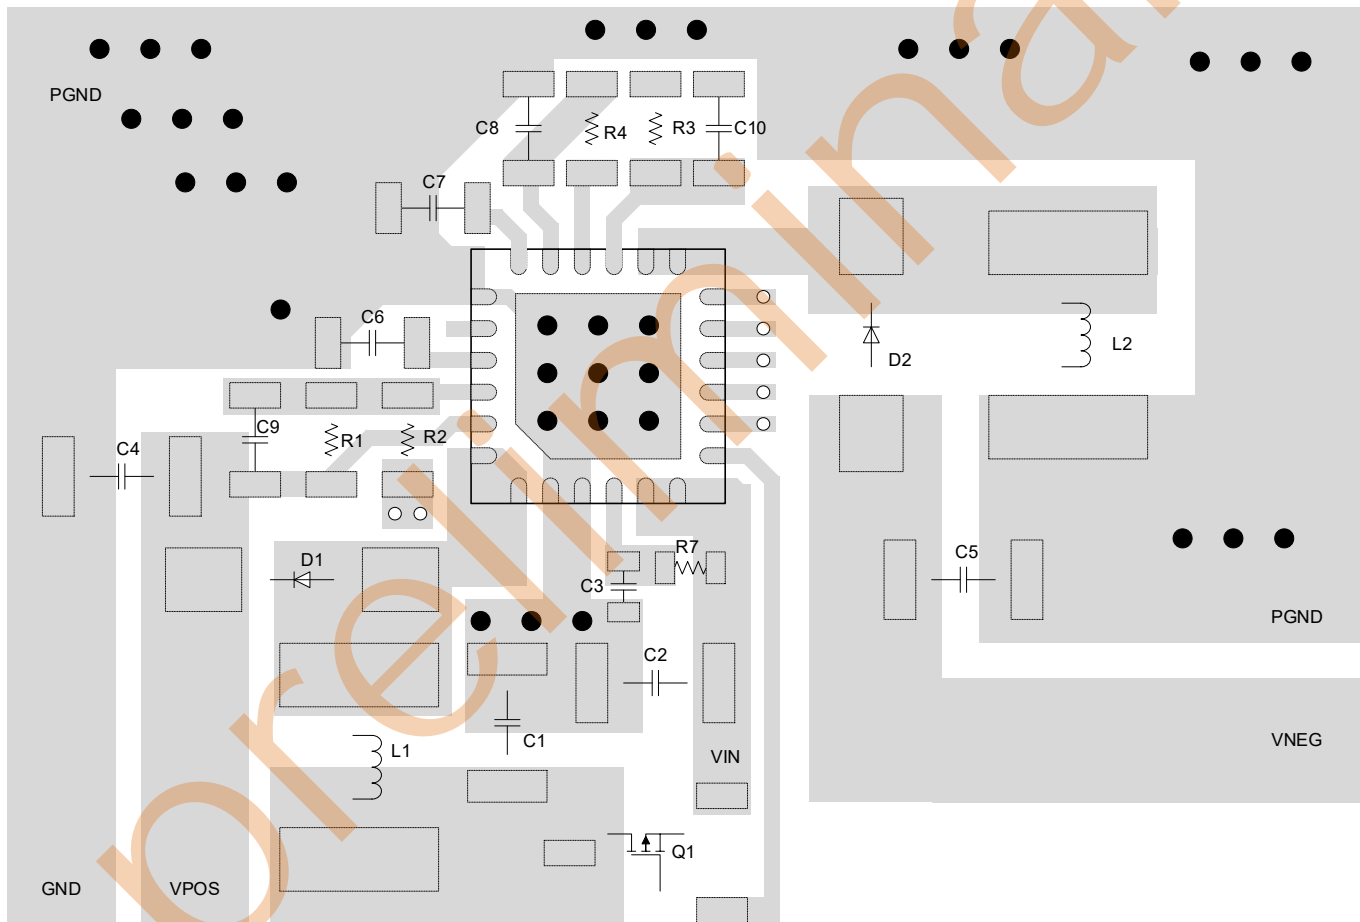 PGND
C8
R4
R3
C10
C7
C6
D2
L2
C9
R1
R2
C4
D1
R7
C3
C5
PGND
C2
C1
L1
VIN
VNEG
Q1
GND
VPOS
preliminar